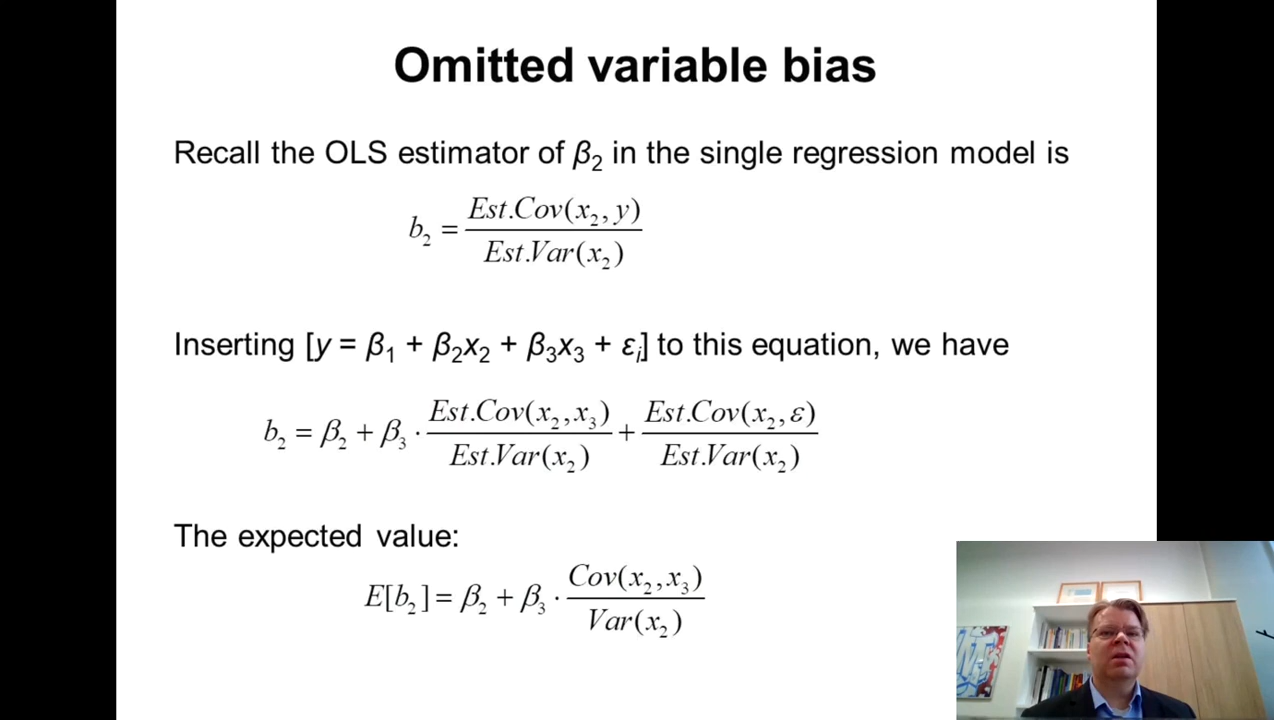 Omitted variable bias
Recall the OLS estimator of β₂ in the single regression model is
b₂ = Est.Cov(x₂, y) / Est.Var(x₂)
Inserting [y = β₁ + β₂x₂ + β₃x₃ + εᵢ] to this equation, we have
b₂ = β₂ + β₃ · Est.Cov(x₂,x₃) / Est.Var(x₂) + Est.Cov(x₂,ε) / Est.Var(x₂)
The expected value:
E[b₂] = β₂ + β₃ · Cov(x₂,x₃) / Var(x₂)